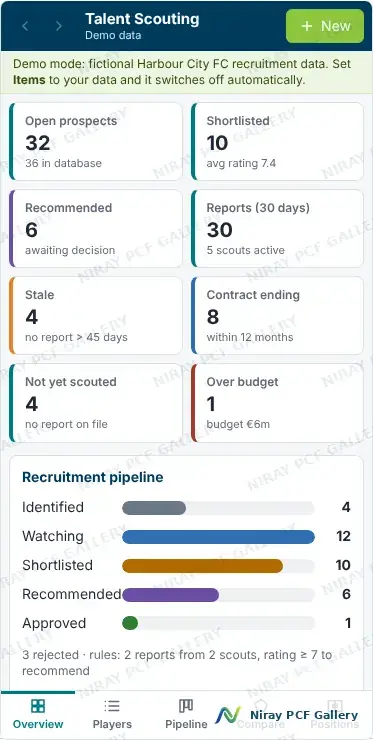 Talent Scouting
Demo data
+ New
Demo mode: fictional Harbour City FC recruitment data. Set
Items to your data and it switches off automatically.
Open prospects
32
36 in database
Shortlisted
10
avg rating 7.4
Recommended
6
awaiting decision
Reports (30 days)
30
5 scouts active
Stale
4
no report > 45 days
Contract ending
8
within 12 months
Not yet scouted
4
no report on file
Over budget
1
budget €6m
Recruitment pipeline
Identified 4
Watching 12
Shortlisted 10
Recommended 6
Approved 1
3 rejected · rules: 2 reports from 2 scouts, rating ≥ 7 to
recommend
Overview Players Pipeline Compare Positions
Niray PCF Gallery
NIRAY PCF GALLERY